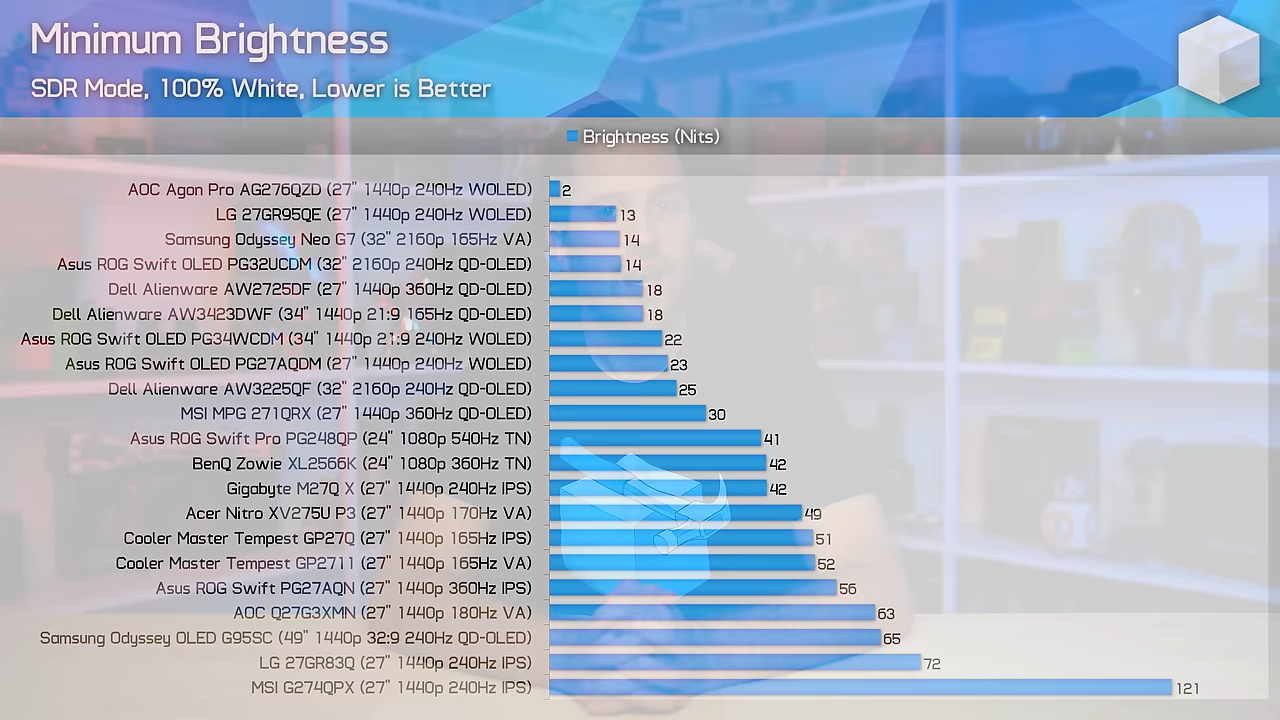 Minimum Brightness
SDR Mode, 100% White, Lower is Better
Brightness (Nits)
AOC Agon Pro AG276QZD (27" 1440p 240Hz WOLED) 2
LG 27GR95QE (27" 1440p 240Hz WOLED) 13
Samsung Odyssey Neo G7 (32" 2160p 165Hz VA) 14
Asus ROG Swift OLED PG32UCDM (32" 2160p 240Hz QD-OLED) 14
Dell Alienware AW2725DF (27" 1440p 360Hz QD-OLED) 18
Dell Alienware AW3423DWF (34" 1440p 21:9 165Hz QD-OLED) 18
Asus ROG Swift OLED PG34WCDM (34" 1440p 21:9 240Hz WOLED) 22
Asus ROG Swift OLED PG27AQDM (27" 1440p 240Hz WOLED) 23
Dell Alienware AW3225QF (32" 2160p 240Hz QD-OLED) 25
MSI MPG 271QRX (27" 1440p 360Hz QD-OLED) 30
Asus ROG Swift Pro PG248QP (24" 1080p 540Hz TN) 41
BenQ Zowie XL2566K (24" 1080p 360Hz TN) 42
Gigabyte M27Q X (27" 1440p 240Hz IPS) 42
Acer Nitro XV275U P3 (27" 1440p 170Hz VA) 49
Cooler Master Tempest GP27Q (27" 1440p 165Hz IPS) 51
Cooler Master Tempest GP2711 (27" 1440p 165Hz VA) 52
Asus ROG Swift PG27AQN (27" 1440p 360Hz IPS) 56
AOC Q27G3XMN (27" 1440p 180Hz VA) 63
Samsung Odyssey OLED G95SC (49" 1440p 32:9 240Hz QD-OLED) 65
LG 27GR83Q (27" 1440p 240Hz IPS) 72
MSI G274QPX (27" 1440p 240Hz IPS) 121